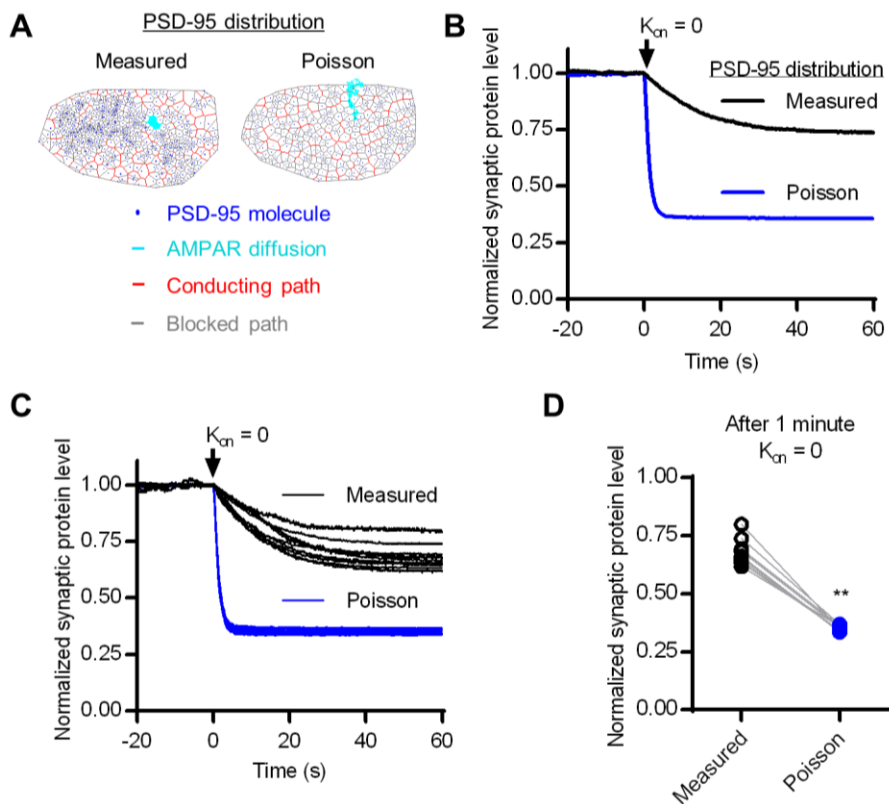 A
PSD-95 distribution
Measured
Poisson
PSD-95 molecule
AMPAR diffusion
Conducting path
Blocked path
B
Kon = 0
PSD-95 distribution
Measured
Poisson
Normalized synaptic protein level
1.00
0.75
0.50
0.25
0.00
-20
0
20
40
60
Time (s)
C
Kon = 0
Measured
Poisson
Normalized synaptic protein level
1.00
0.75
0.50
0.25
0.00
-20
0
20
40
60
Time (s)
D
After 1 minute
Kon = 0
Normalized synaptic protein level
1.00
0.75
0.50
0.25
0.00
**
Measured
Poisson